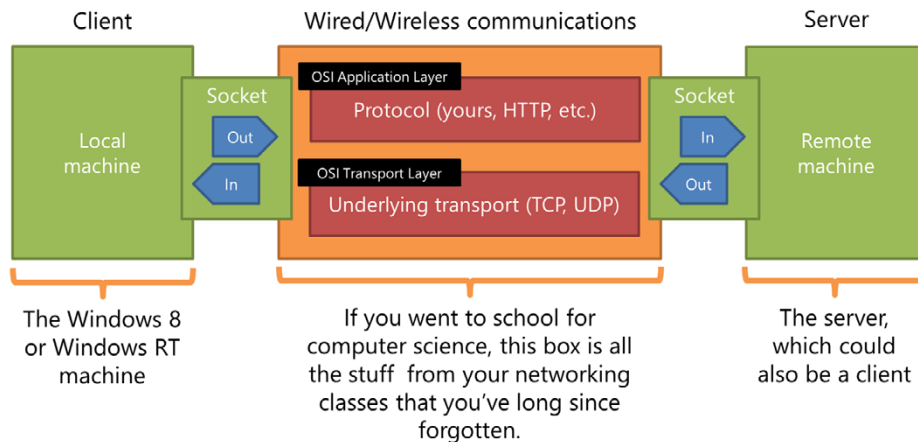 Client
Wired/Wireless communications
Server
OSI Application Layer
Socket
Protocol (yours, HTTP, etc.)
Socket
Out
In
Local
machine
Remote
machine
OSI Transport Layer
In
Out
Underlying transport (TCP, UDP)
The Windows 8
or Windows RT
machine
If you went to school for
computer science, this box is all
the stuff from your networking
classes that you've long since
forgotten.
The server,
which could
also be a client